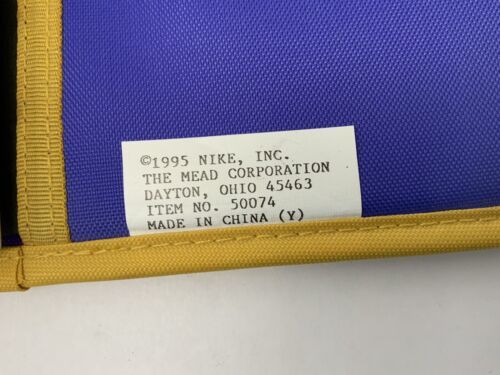 ©1995 NIKE, INC.
THE MEAD CORPORATION
DAYTON, OHIO 45463
ITEM NO. 50074
MADE IN CHINA (Y)